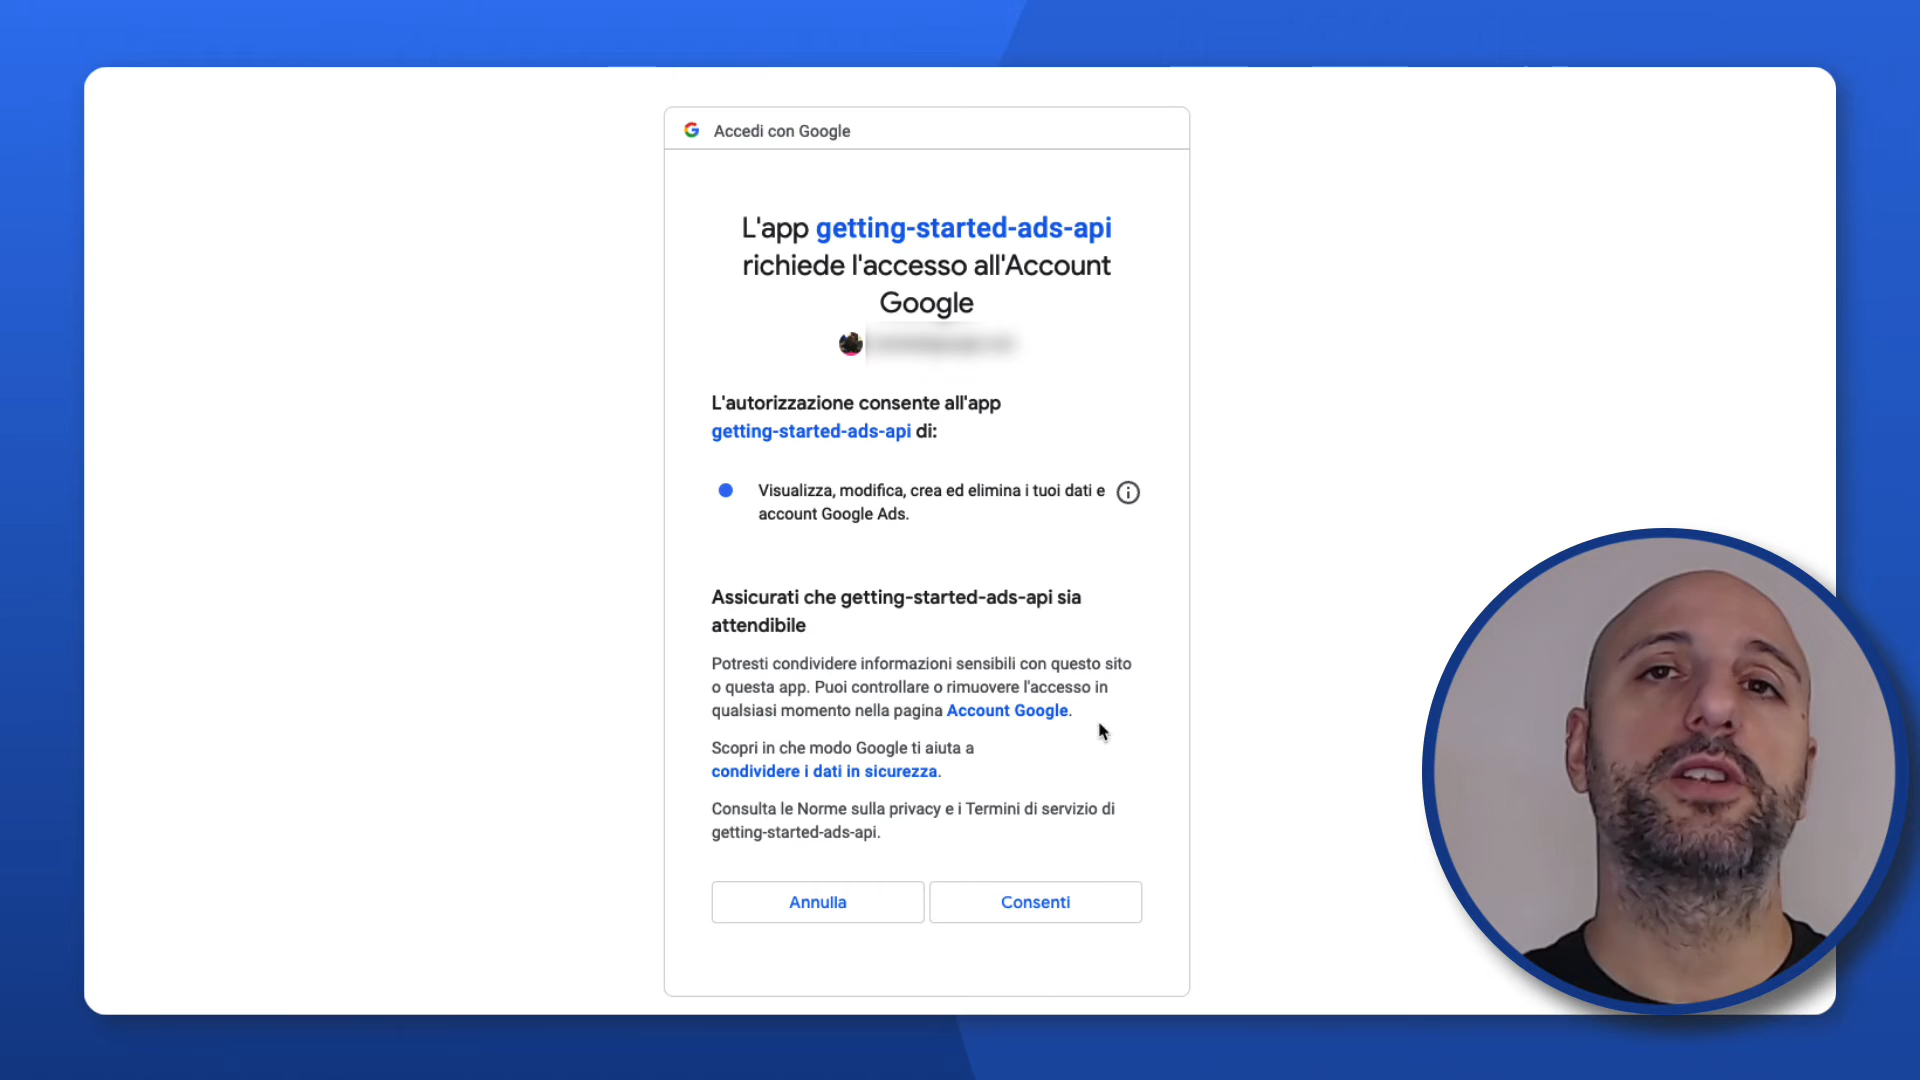 Accedi con Google
L'app getting-started-ads-api
richiede l'accesso all'Account
Google
L'autorizzazione consente all'app
getting-started-ads-api di:
Visualizza, modifica, crea ed elimina i tuoi dati e
account Google Ads.
Assicurati che getting-started-ads-api sia
attendibile
Potresti condividere informazioni sensibili con questo sito
o questa app. Puoi controllare o rimuovere l'accesso in
qualsiasi momento nella pagina Account Google.
Scopri in che modo Google ti aiuta a
condividere i dati in sicurezza.
Consulta le Norme sulla privacy e i Termini di servizio di
getting-started-ads-api.
Annulla
Consenti